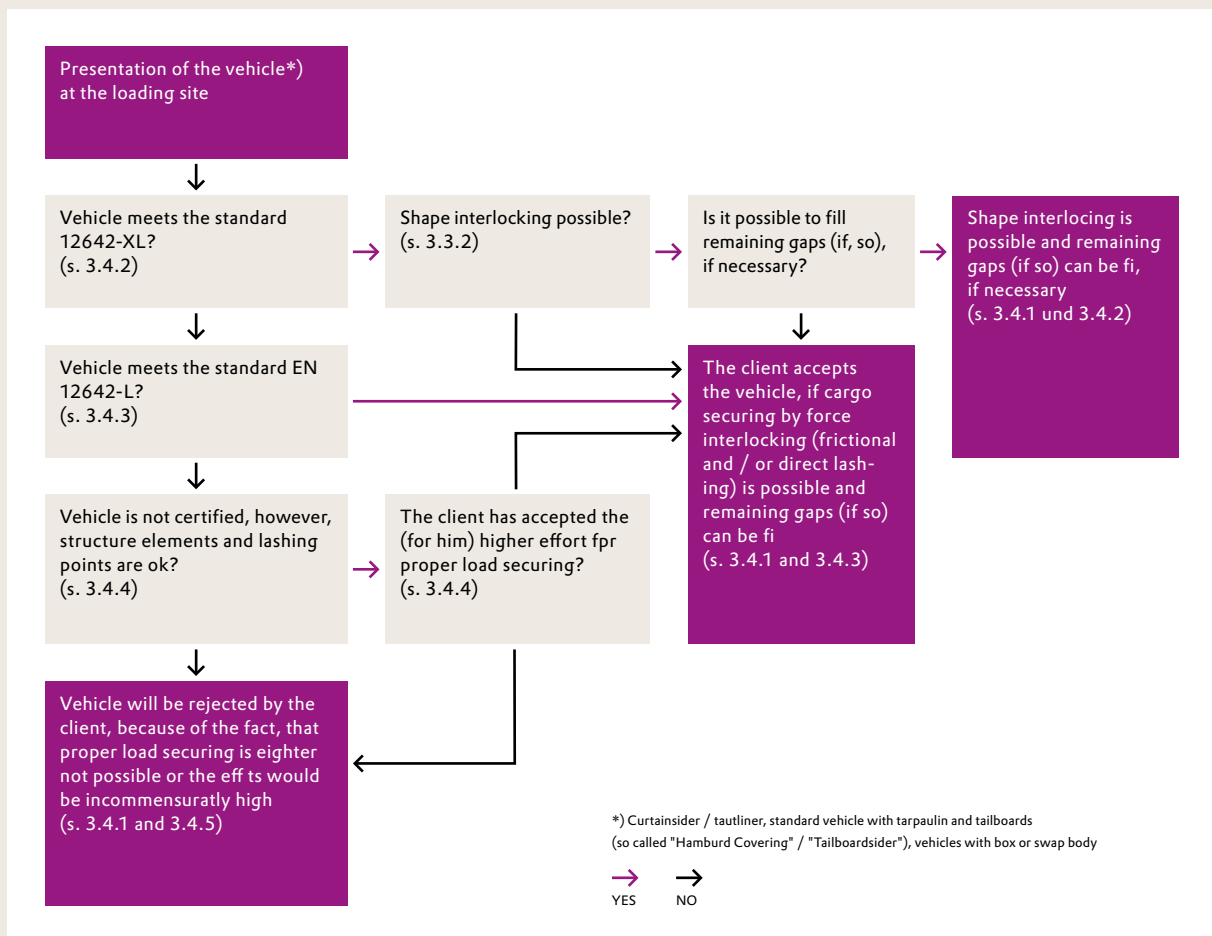 Presentation of the vehicle*)
at the loading site
Vehicle meets the standard
12642-XL?
(s. 3.4.2)
Shape interlocking possible?
(s. 3.3.2)
Is it possible to fill
remaining gaps (if, so),
if necessary?
Shape interlocing is
possible and remaining
gaps (if so) can be fi,
if necessary
(s. 3.4.1 und 3.4.2)
Vehicle meets the standard EN
12642-L?
(s. 3.4.3)
The client accepts
the vehicle, if cargo
securing by force
interlocking (frictional
and / or direct lash-
ing) is possible and
remaining gaps (if so)
can be fi
(s. 3.4.1 and 3.4.3)
Vehicle is not certified, however,
structure elements and lashing
points are ok?
(s. 3.4.4)
The client has accepted the
(for him) higher effort fpr
proper load securing?
(s. 3.4.4)
Vehicle will be rejected by the
client, because of the fact, that
proper load securing is eighter
not possible or the eff ts would
be incommensuratly high
(s. 3.4.1 and 3.4.5)
*) Curtainsider / tautliner, standard vehicle with tarpaulin and tailboards
(so called "Hamburd Covering" / "Tailboardsider"), vehicles with box or swap body
YES NO